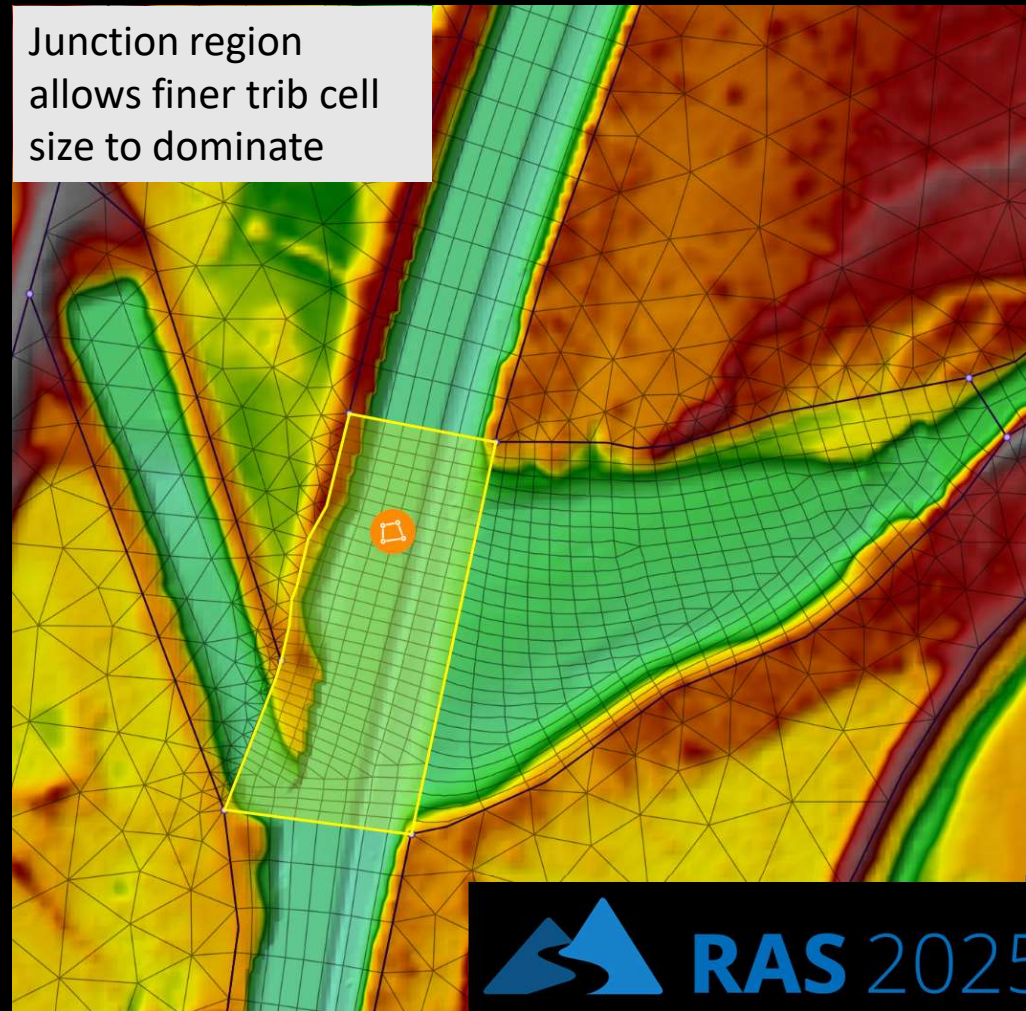 Junction region
allows finer trib cell
size to dominate
RAS 2025